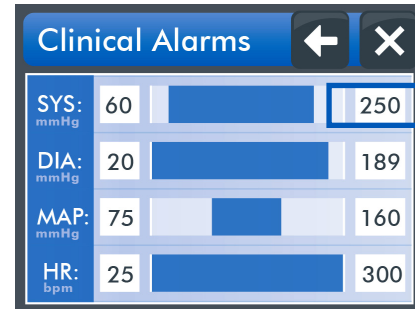 Clinical Alarms
SYS: 60 250
mmHg
DIA: 20 189
mmHg
MAP: 75 160
mmHg
HR: 25 300
bpm